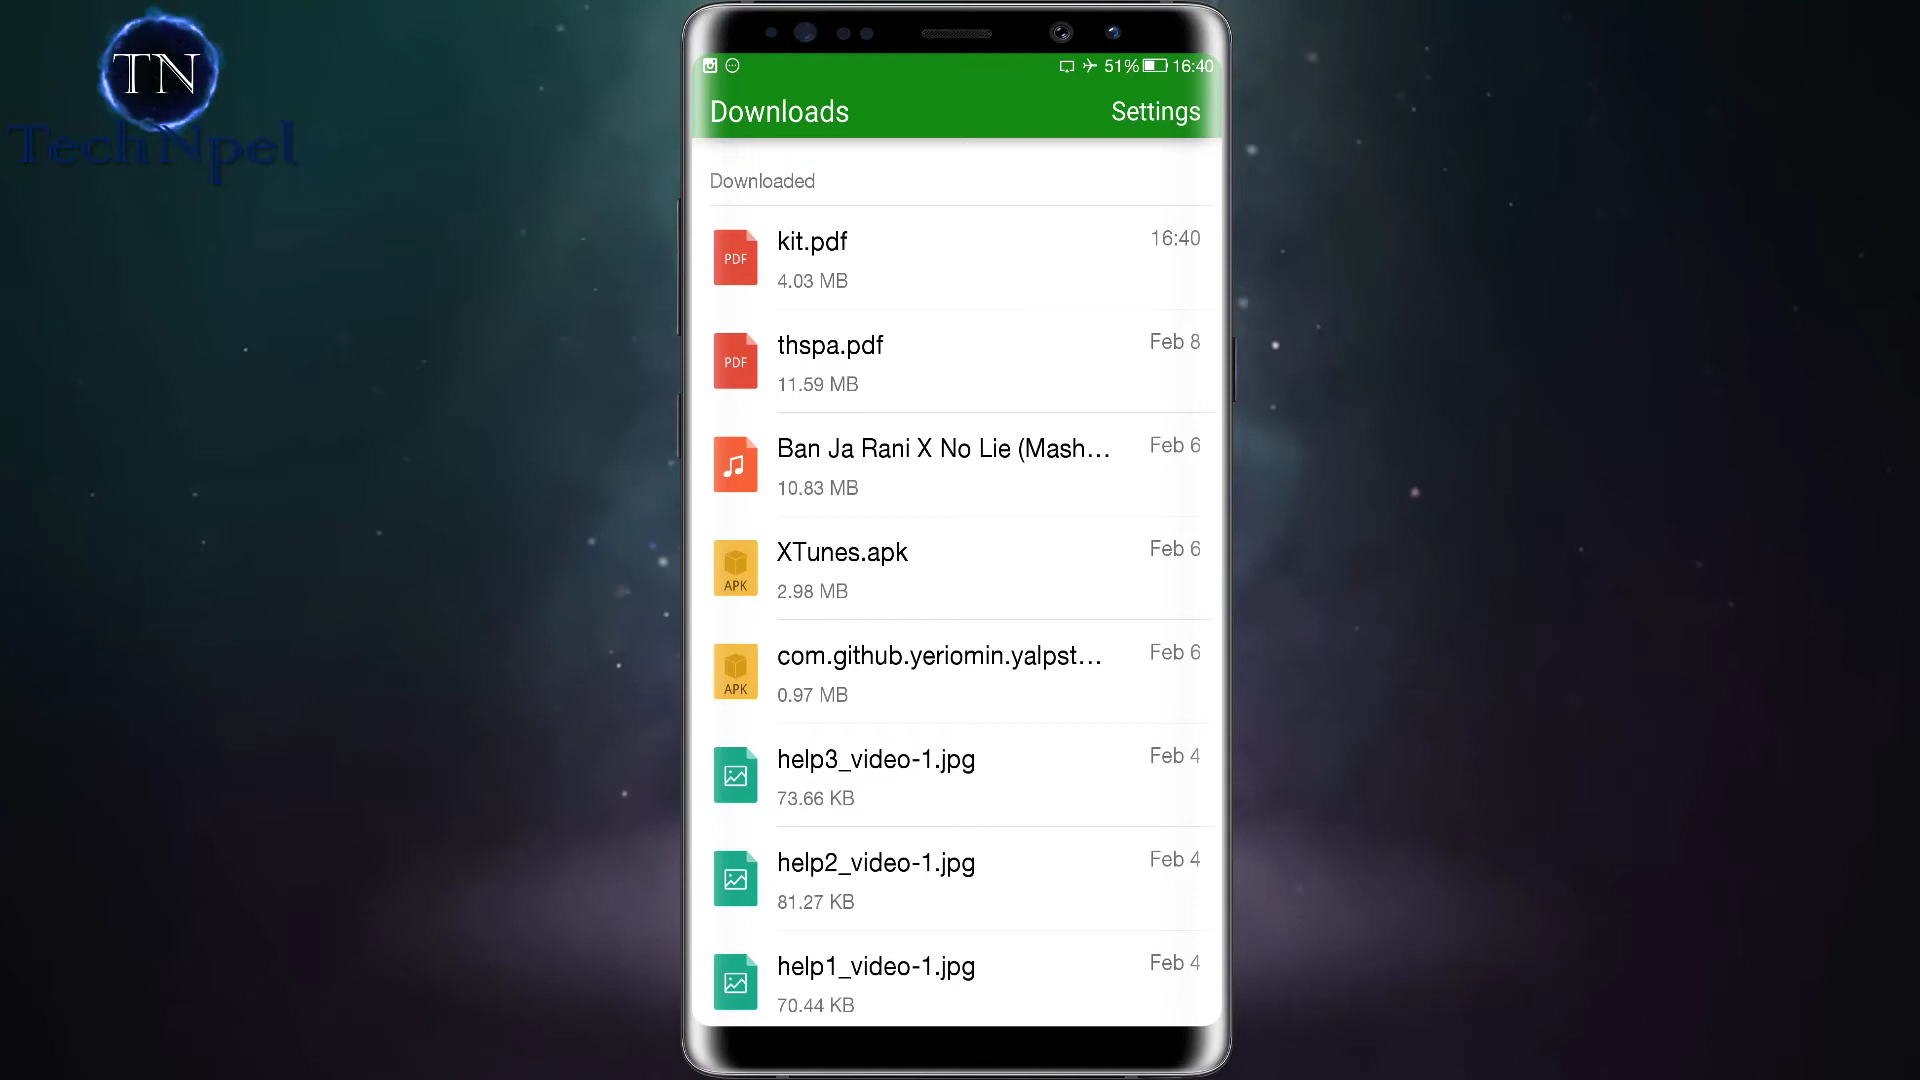 TN
TechNpel
51% 16:40
Downloads Settings
Downloaded
PDF kit.pdf 16:40
4.03 MB
PDF thspa.pdf Feb 8
11.59 MB
Ban Ja Rani X No Lie (Mash... Feb 6
10.83 MB
XTunes.apk Feb 6
APK 2.98 MB
com.github.yeriomin.yalpst... Feb 6
APK 0.97 MB
help3_video-1.jpg Feb 4
73.66 KB
help2_video-1.jpg Feb 4
81.27 KB
help1_video-1.jpg Feb 4
70.44 KB